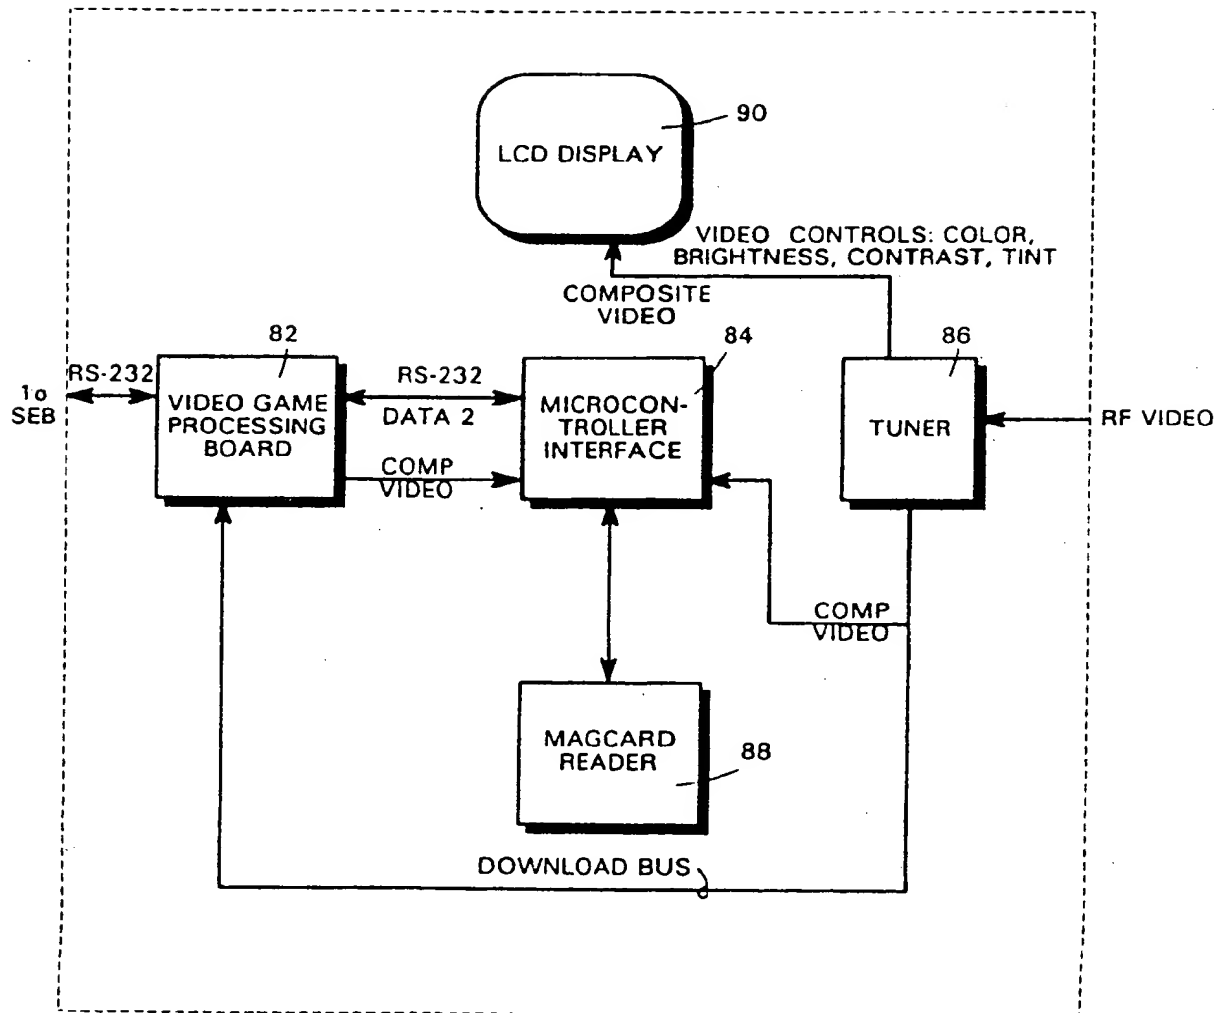 90
LCD DISPLAY
VIDEO CONTROLS: COLOR,
BRIGHTNESS, CONTRAST, TINT
COMPOSITE
VIDEO
82
84
86
RS-232
to
SEB
VIDEO GAME
PROCESSING
BOARD
RS-232
DATA 2
COMP
VIDEO
MICROCON-
TROLLER
INTERFACE
TUNER
RF VIDEO
COMP
VIDEO
MAGCARD
READER
88
DOWNLOAD BUS